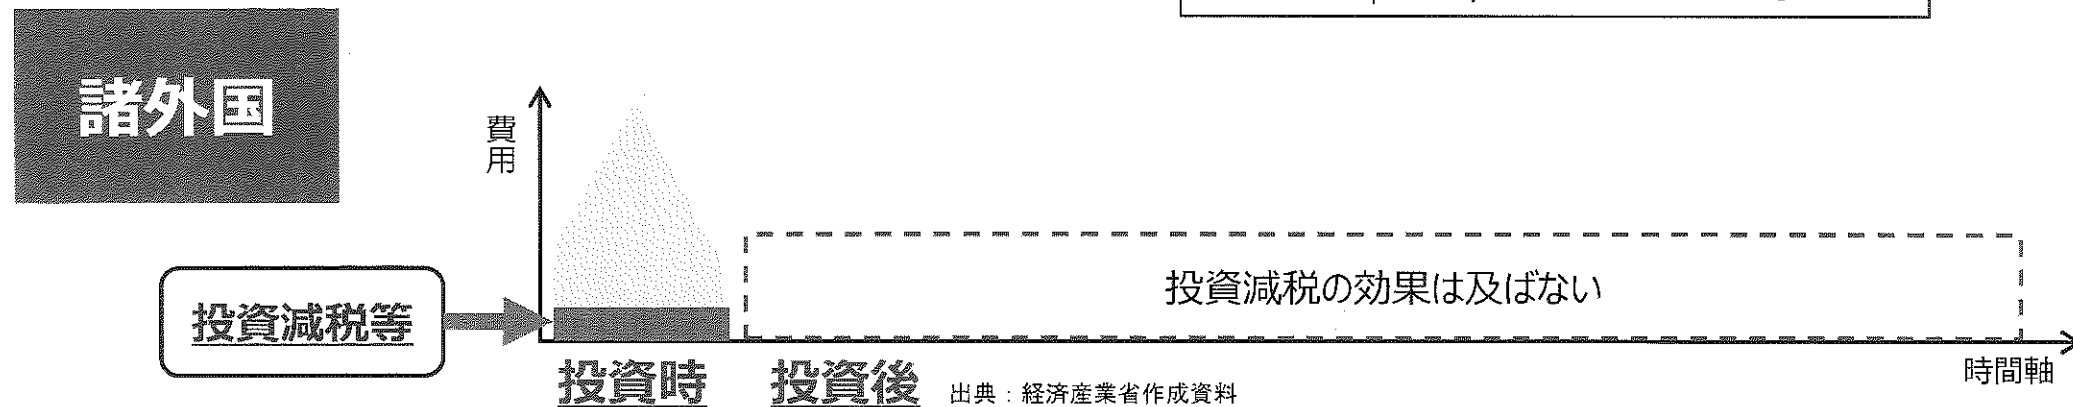 諸外国
費用
投資減税の効果は及ばない
投資減税等
投資時
投資後
出典：経済産業省作成資料
時間軸